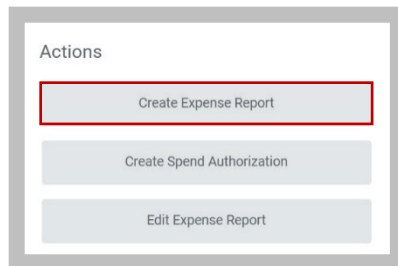 Actions
Create Expense Report
Create Spend Authorization
Edit Expense Report